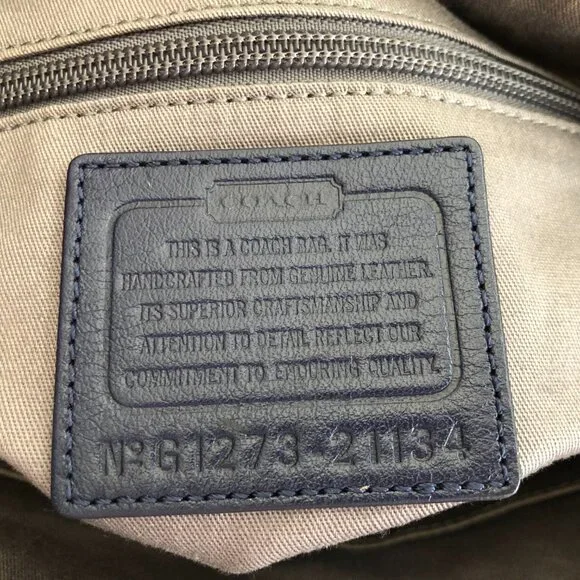 COACH
THIS IS A COACH BAG. IT WAS
HANDCRAFTED FROM GENUINE LEATHER.
ITS SUPERIOR CRAFTSMANSHIP AND
ATTENTION TO DETAIL REFLECT OUR
COMMITMENT TO ENDURING QUALITY.
Nº G1273-21134